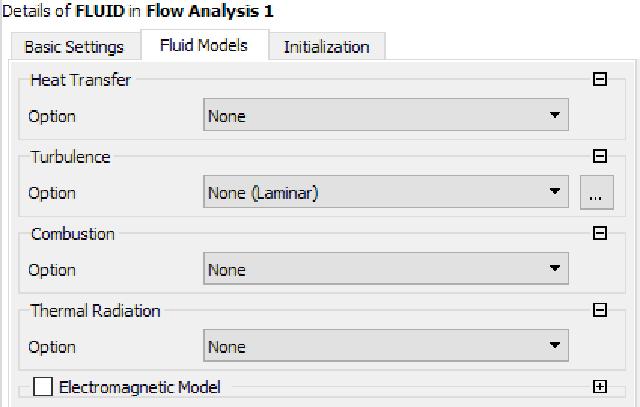 Details of FLUID in Flow Analysis 1
Basic Settings Fluid Models Initialization
Heat Transfer
Option None
Turbulence
Option None (Laminar) ...
Combustion
Option None
Thermal Radiation
Option None
Electromagnetic Model